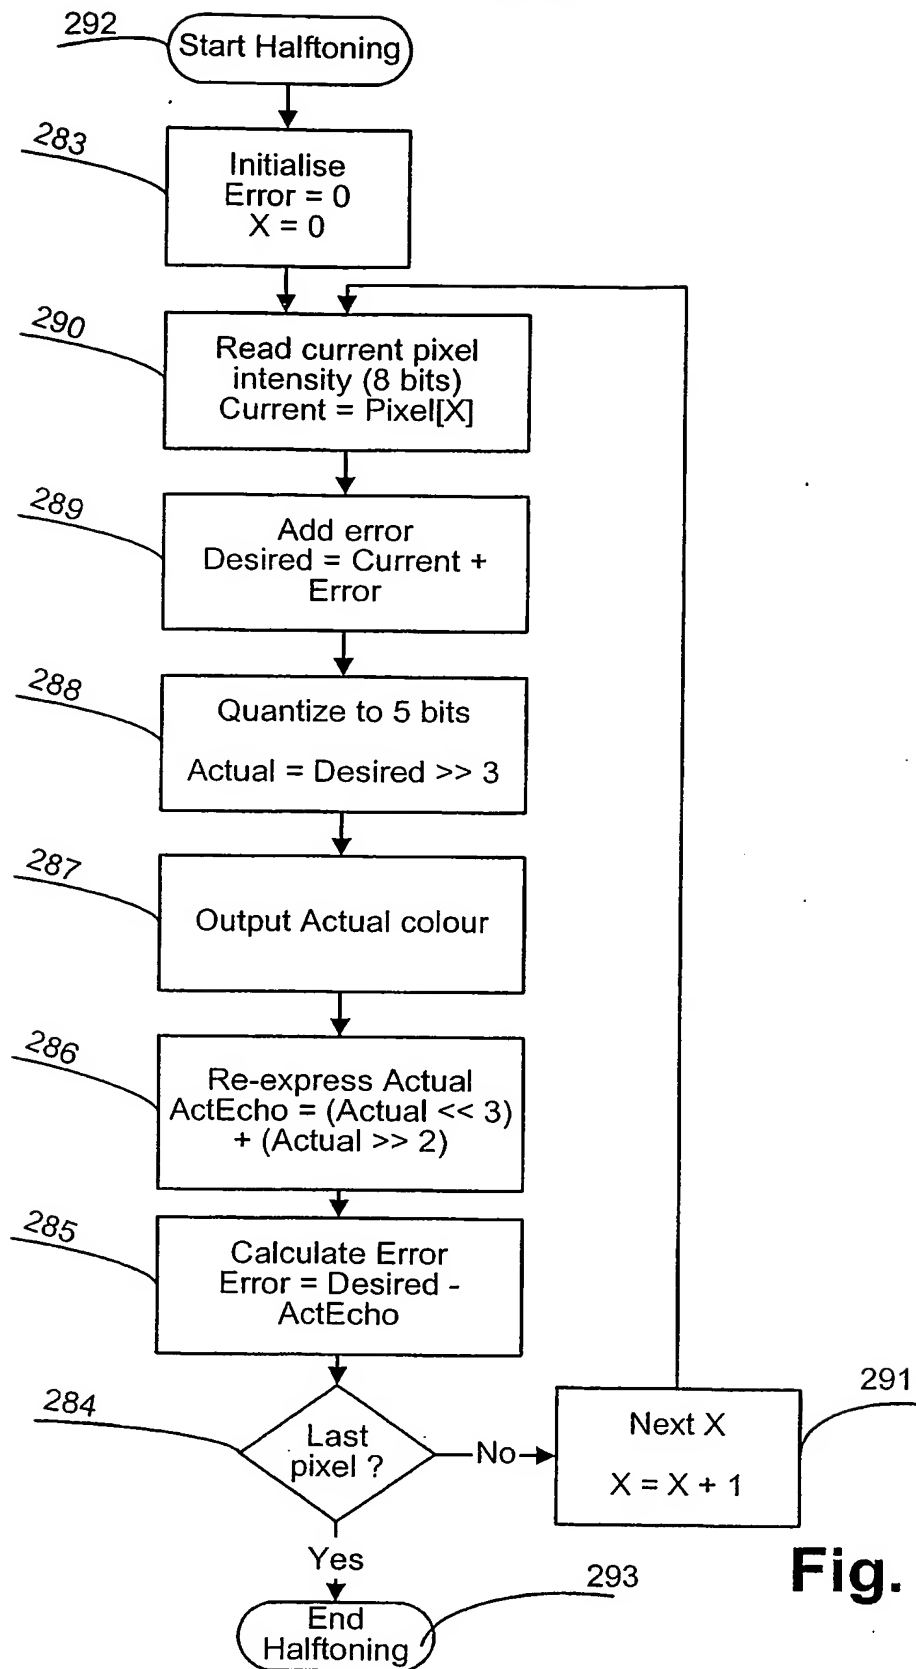 292
Start Halftoning
283
Initialise
Error = 0
X = 0
290
Read current pixel
intensity (8 bits)
Current = Pixel[X]
289
Add error
Desired = Current +
Error
288
Quantize to 5 bits
Actual = Desired >> 3
287
Output Actual colour
286
Re-express Actual
ActEcho = (Actual << 3)
+ (Actual >> 2)
285
Calculate Error
Error = Desired -
ActEcho
284
Last
pixel ?
No
Next X
X = X + 1
291
Yes
293
End
Halftoning
Fig.